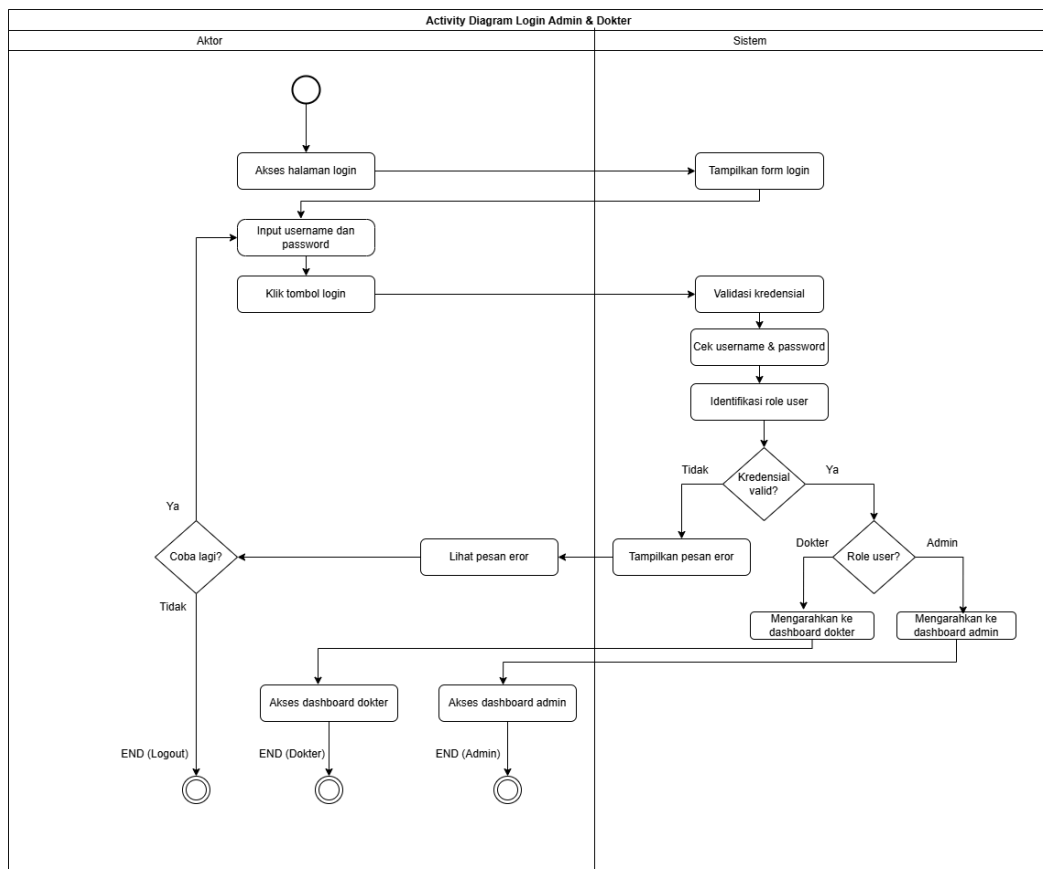 Activity Diagram Login Admin & Dokter
Aktor
Sistem
Akses halaman login
Tampilkan form login
Input username dan
password
Klik tombol login
Validasi kredensial
Cek username & password
Identifikasi role user
Tidak
Kredensial
valid?
Ya
Ya
Coba lagi?
Lihat pesan eror
Tampilkan pesan eror
Dokter
Role user?
Admin
Tidak
Mengarahkan ke
dashboard dokter
Mengarahkan ke
dashboard admin
Akses dashboard dokter
Akses dashboard admin
END (Logout)
END (Dokter)
END (Admin)